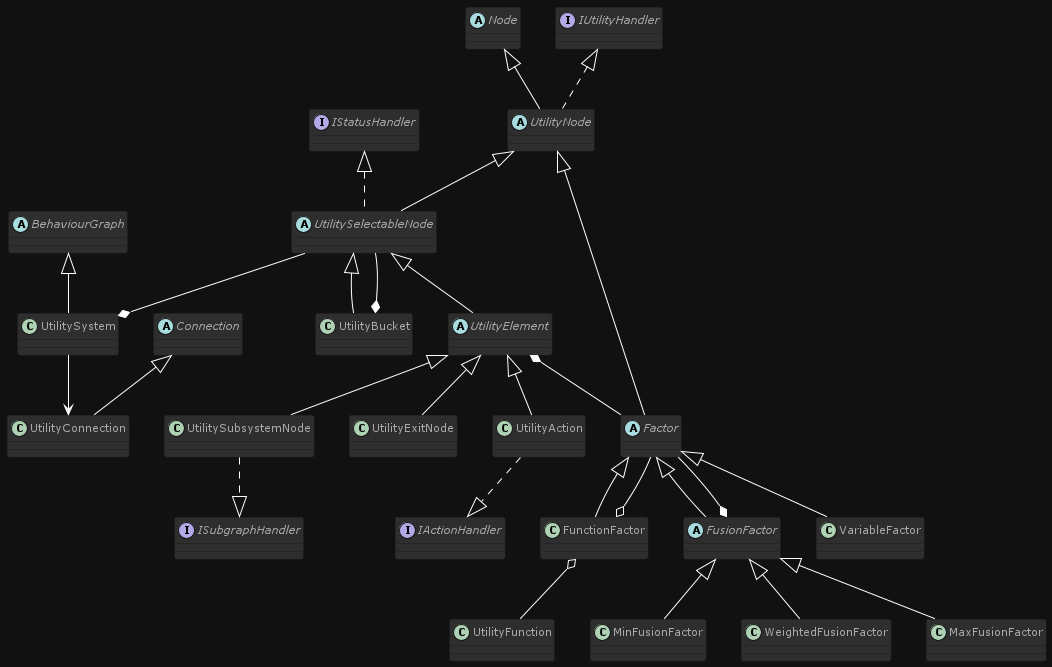 A Node
I IUtilityHandler
I IStatusHandler
A UtilityNode
A BehaviourGraph
A UtilitySelectableNode
C UtilitySystem
A Connection
C UtilityBucket
A UtilityElement
C UtilityConnection
C UtilitySubsystemNode
C UtilityExitNode
C UtilityAction
A Factor
I ISubgraphHandler
I IActionHandler
C FunctionFactor
A FusionFactor
C VariableFactor
C UtilityFunction
C MinFusionFactor
C WeightedFusionFactor
C MaxFusionFactor